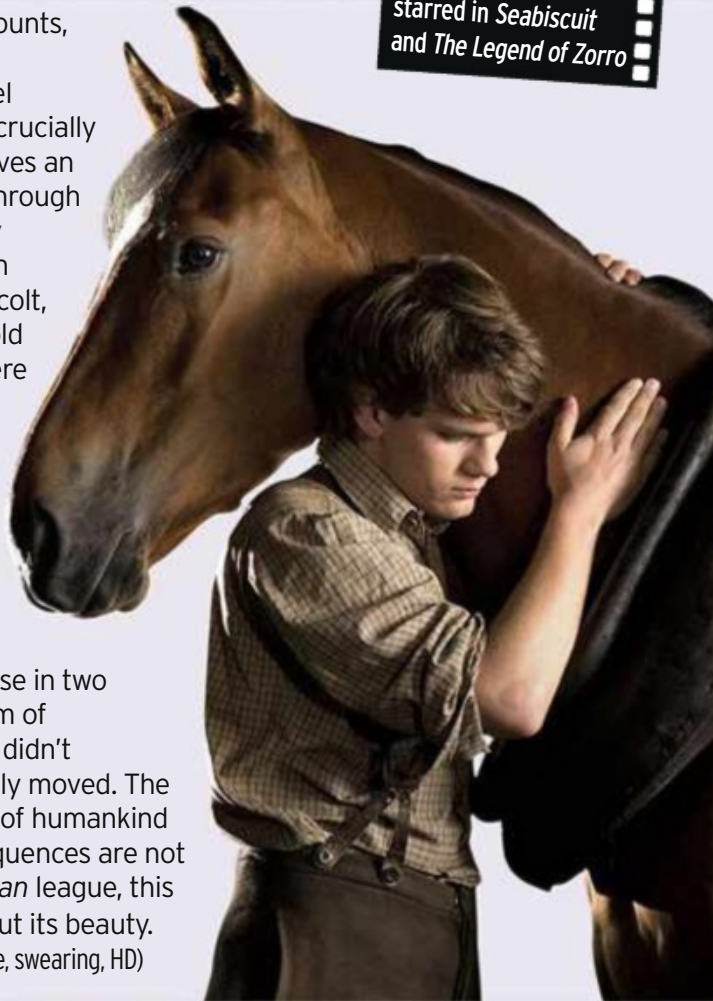 starred in Seabiscuit
and The Legend of Zorro
ounts,
el
crucially
ves an
hrough
n
colt,
old
ere
se in two
m of
didn't
ly moved. The
of humankind
quences are not
an league, this
ut its beauty.
e, swearing, HD)